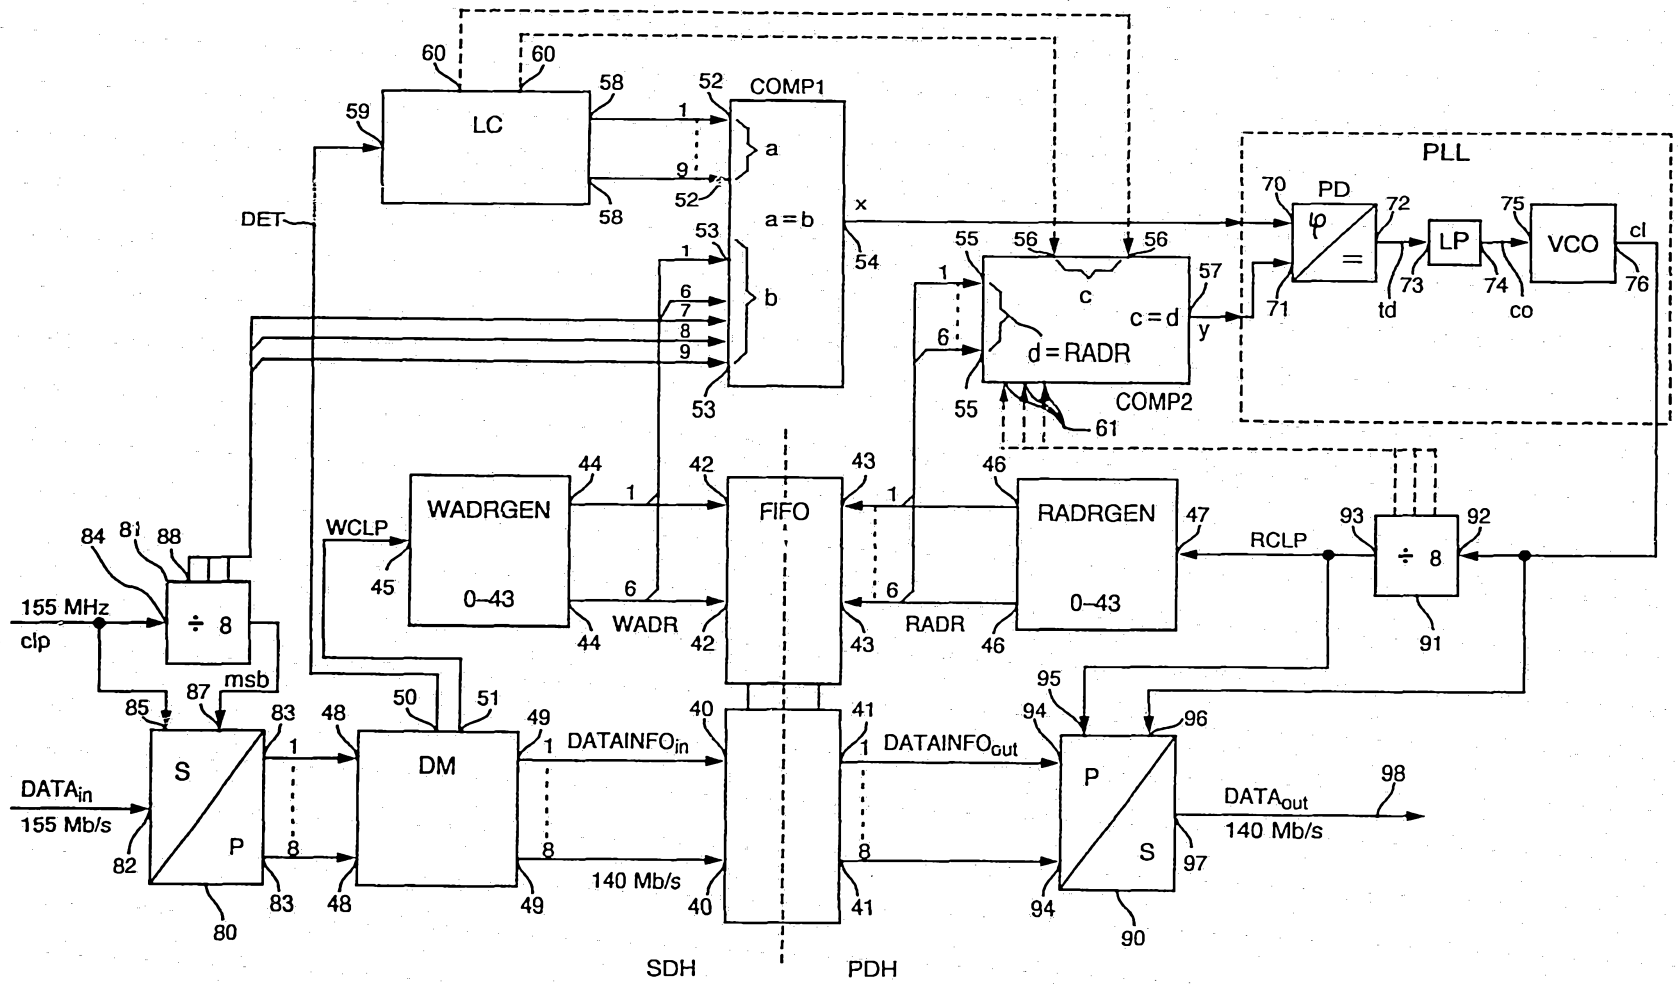 60 60
58 52 COMP1
59 LC 1 a
9
58 52
DET
PLL
x
a = b
53 54
1 b
6
7
8
9
53
55 56 56 57
1 c
c = d
y
6 d = RADR
55
COMP2
61
70 PD 72 75 cl
φ LP VCO
=
71 td 73 74 co 76
44 42 43 46
WADRGEN 1 FIFO 1 RADRGEN 47
WCLP
45
0–43 6 6 0–43
44 WADR 42 43 RADR 46
RCLP 93 92
÷ 8
91
81 88
84
155 MHz
clp
÷ 8
msb
85 87 83 48 50 51 49 40 41 94 95 96
S 1 DM 1 DATAINFOin 1 DATAINFOout P
DATAin
155 Mb/s
82 P 8 8 8 S
140 Mb/s
83 48 49 40 41 94
80 90
DATAout 98
140 Mb/s
97
SDH PDH